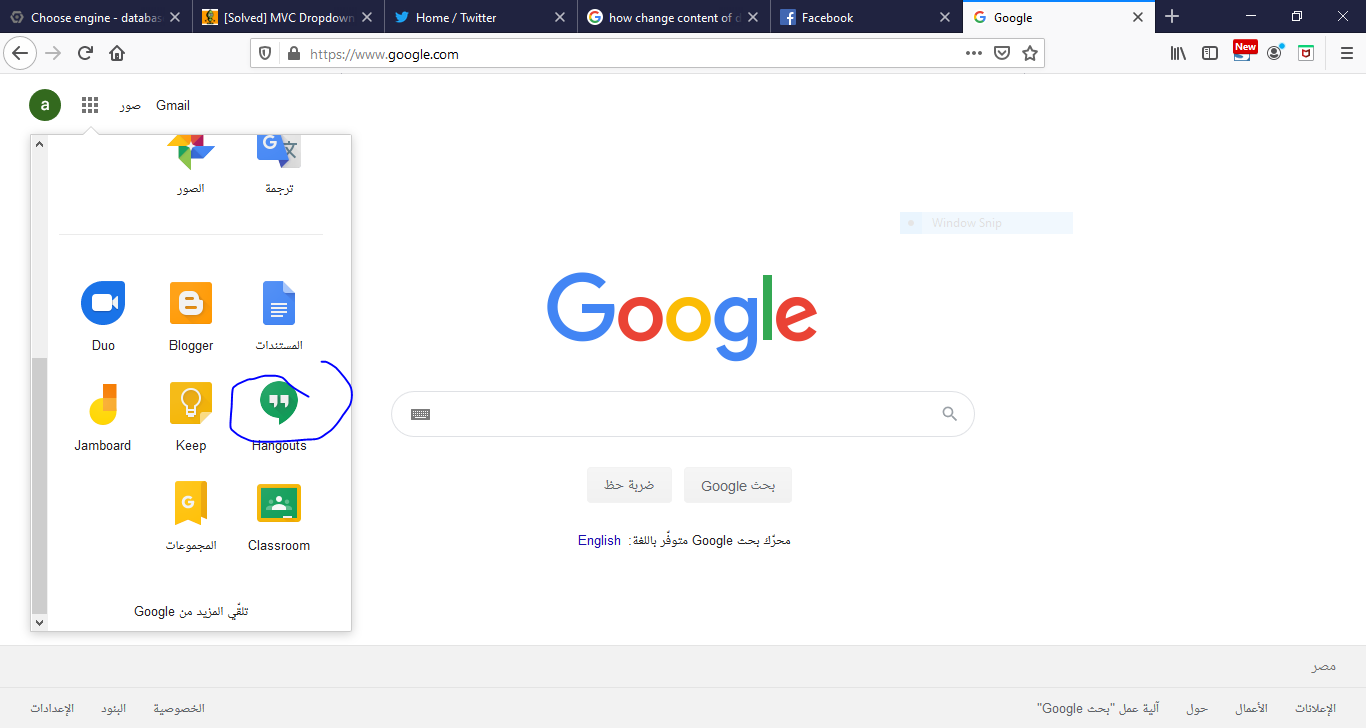 Choose engine - databas
[Solved] MVC Dropdown
Home / Twitter
how change content of d
Facebook
Google
https://www.google.com
New
a
صور
Gmail
الصور
ترجمة
Window Snip
Google
Duo
Blogger
المستندات
Jamboard
Keep
Hangouts
المجموعات
Classroom
تلقّي المزيد من Google
بحث Google
ضربة حظ
محرّك بحث Google متوفّر باللغة: English
مصر
الإعلانات
الأعمال
حول
آلية عمل "بحث Google"
الخصوصية
البنود
الإعدادات